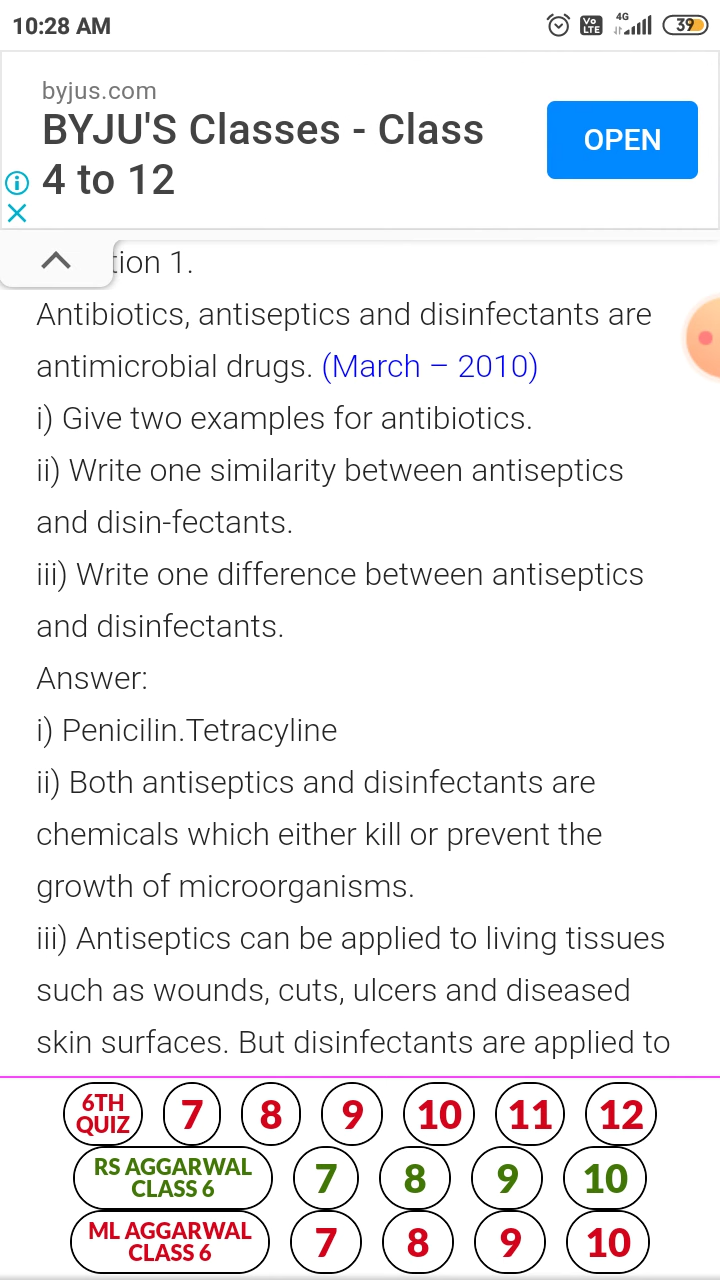 10:28 AM
Vo LTE 4G 39
byjus.com
BYJU'S Classes - Class
4 to 12
OPEN
tion 1.
Antibiotics, antiseptics and disinfectants are
antimicrobial drugs. (March – 2010)
i) Give two examples for antibiotics.
ii) Write one similarity between antiseptics
and disin-fectants.
iii) Write one difference between antiseptics
and disinfectants.
Answer:
i) Penicilin.Tetracyline
ii) Both antiseptics and disinfectants are
chemicals which either kill or prevent the
growth of microorganisms.
iii) Antiseptics can be applied to living tissues
such as wounds, cuts, ulcers and diseased
skin surfaces. But disinfectants are applied to
6TH QUIZ 7 8 9 10 11 12
RS AGGARWAL CLASS 6 7 8 9 10
ML AGGARWAL CLASS 6 7 8 9 10